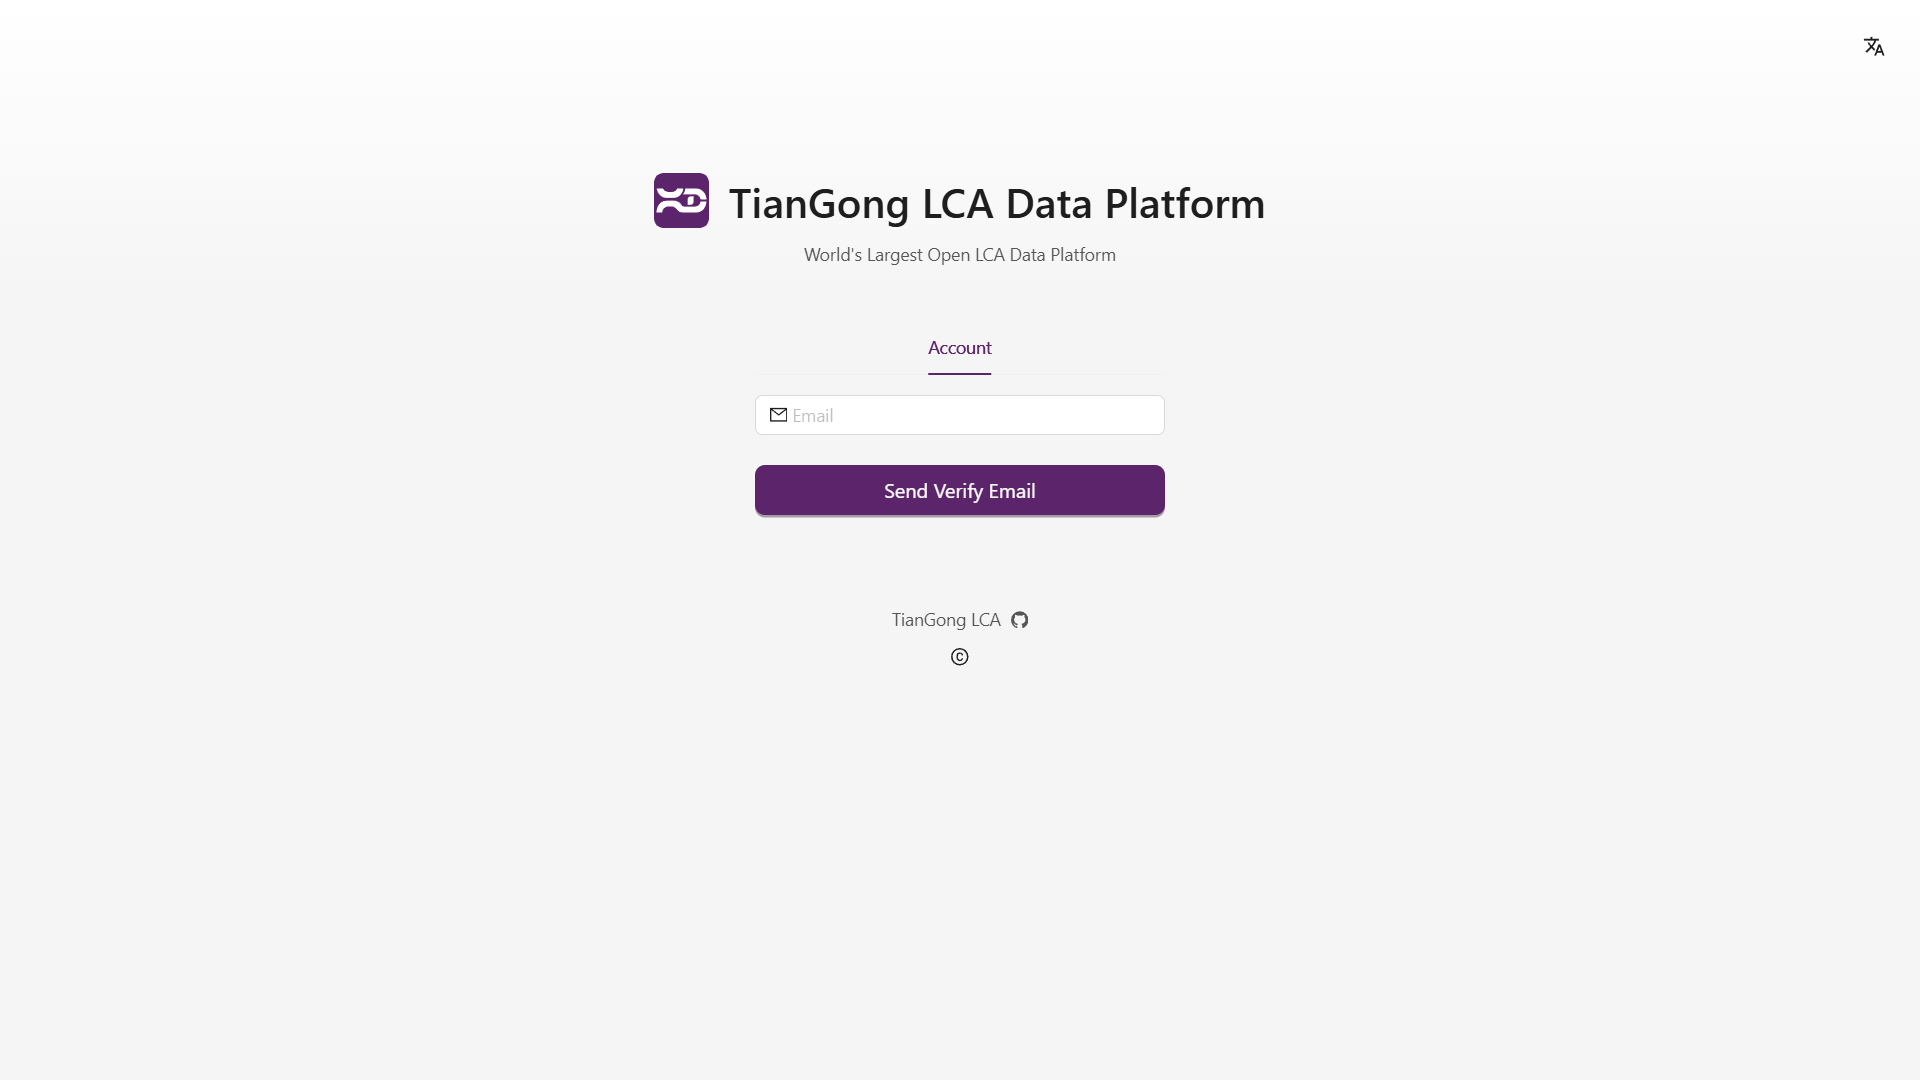 TianGong LCA Data Platform
World's Largest Open LCA Data Platform
Account
Email
Send Verify Email
TianGong LCA
©